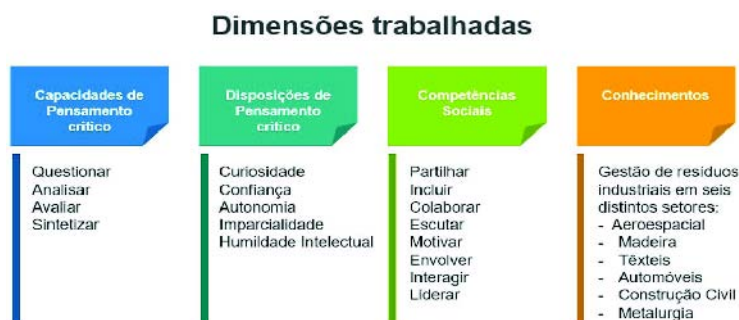 Dimensões trabalhadas
Capacidades de
Pensamento
crítico
Questionar
Analisar
Avaliar
Sintetizar
Disposições de
Pensamento
crítico
Curiosidade
Confiança
Autonomia
Imparcialidade
Humildade Intelectual
Competências
Sociais
Partilhar
Incluir
Colaborar
Escutar
Motivar
Envolver
Interagir
Liderar
Conhecimentos
Gestão de resíduos
industriais em seis
distintos setores:
- Aeroespacial
- Madeira
- Têxteis
- Automóveis
- Construção Civil
- Metalurgia